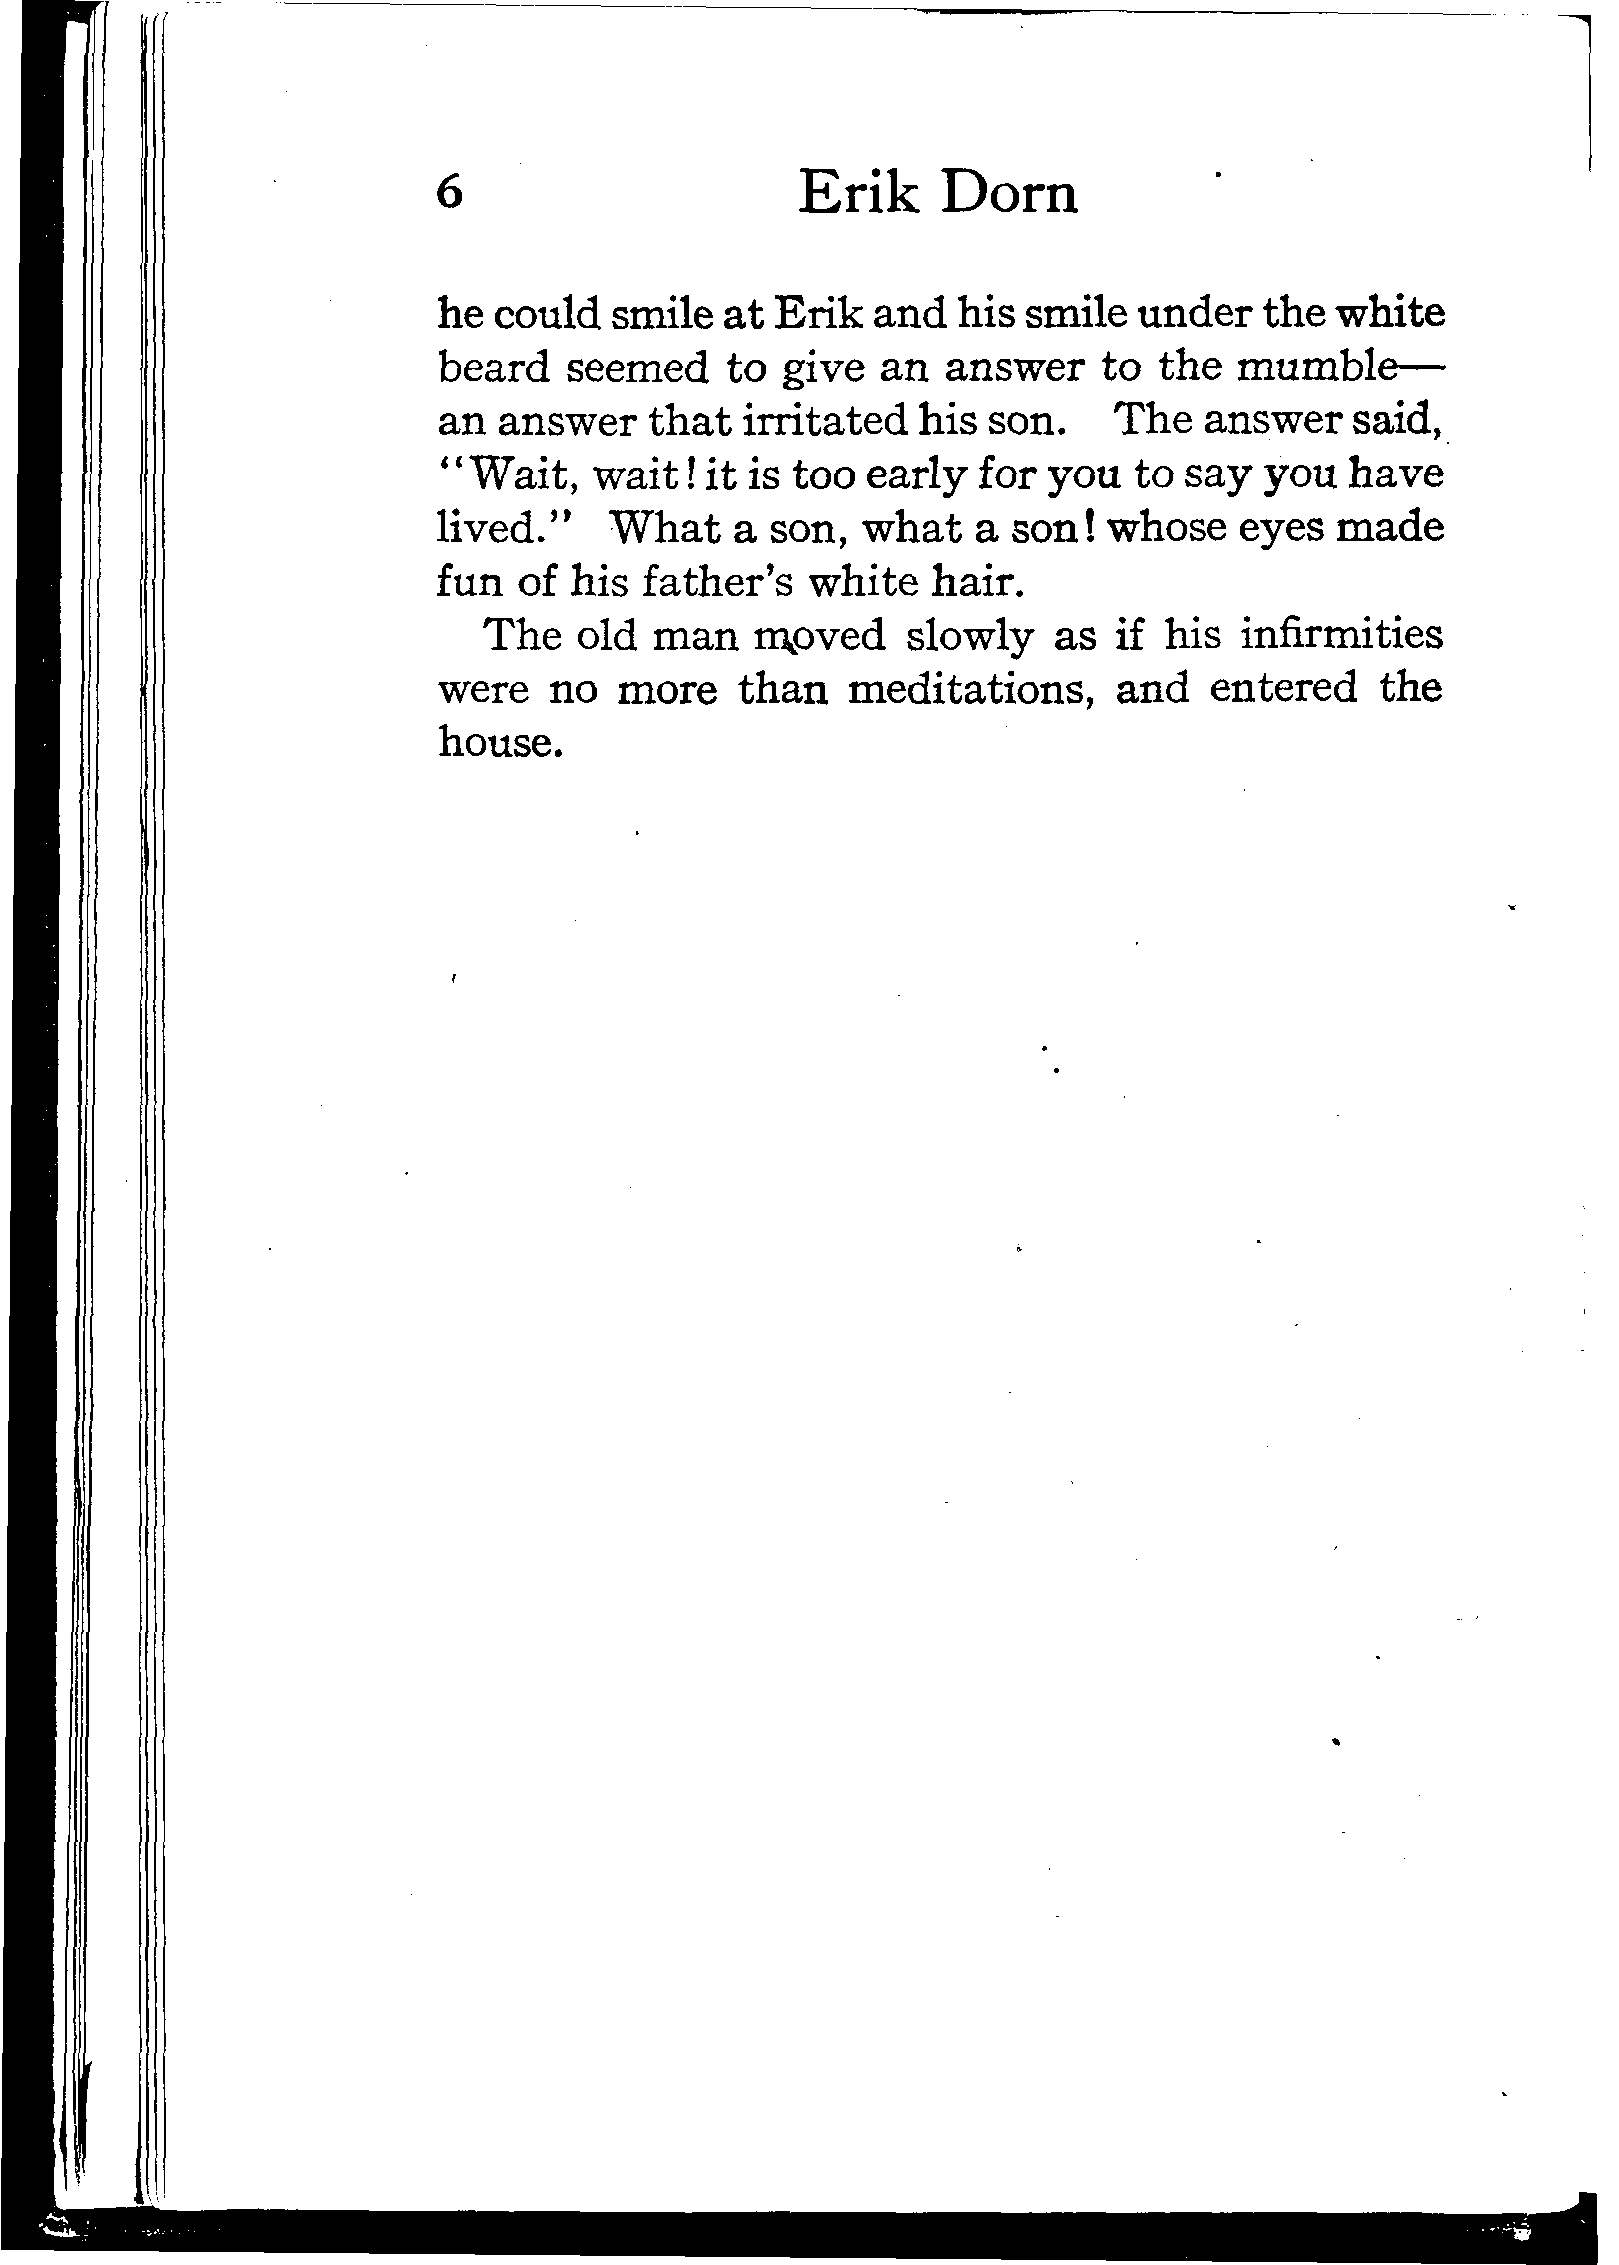 6 Erik Dorn
he could smile at Erik and his smile under the white
beard seemed to give an answer to the mumble—
an answer that irritated his son. The answer said,
“Wait, wait! it is too early for you to say you have
lived.” What a son, what a son! whose eyes made
fun of his father's white hair.
The old man moved slowly as if his infirmities
were no more than meditations, and entered the
house.